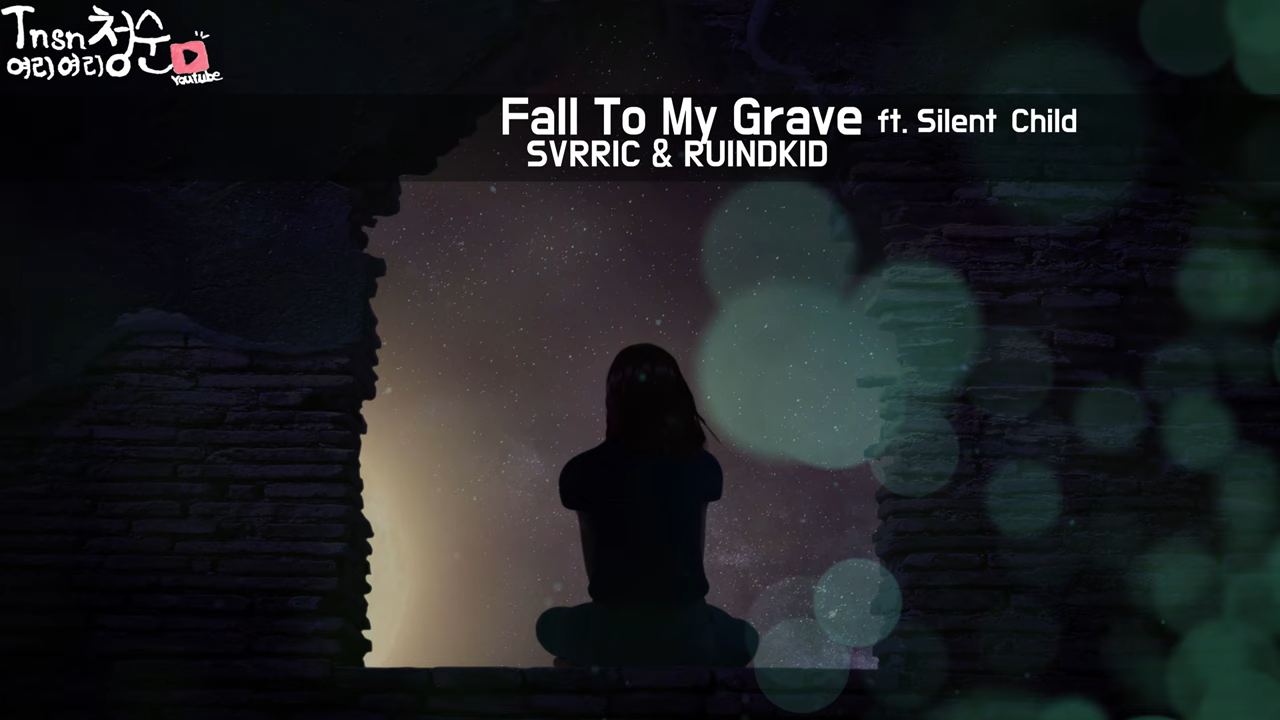 Tnsn청순
여리여리
YouTube
Fall To My Grave ft. Silent Child
SVRRIC & RUINDKID